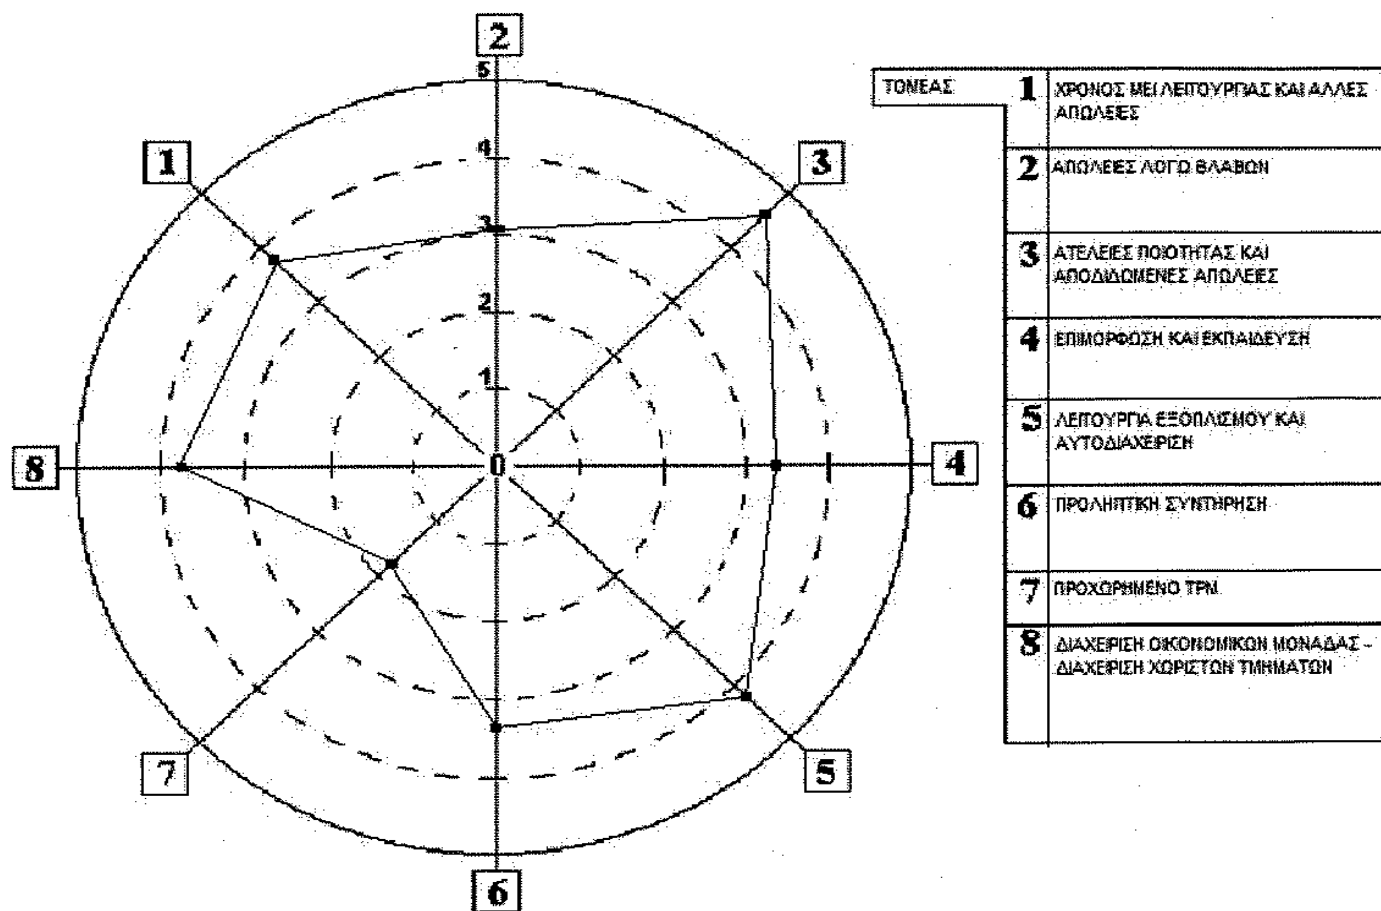 2
5
4
3
2
1
0
1
3
8
4
7
5
6
ΤΟΜΕΑΣ
1 ΧΡΟΝΟΣ ΜΕΙ ΛΕΙΤΟΥΡΓΙΑΣ ΚΑΙ ΑΛΛΕΣ
ΑΠΩΛΕΙΕΣ
2 ΑΠΩΛΕΙΕΣ ΛΟΓΩ ΒΛΑΒΩΝ
3 ΑΤΕΛΕΙΕΣ ΠΟΙΟΤΗΤΑΣ ΚΑΙ
ΑΠΟΔΙΔΩΜΕΝΕΣ ΑΠΩΛΕΙΕΣ
4 ΕΠΙΜΟΡΦΩΣΗ ΚΑΙ ΕΚΠΑΙΔΕΥΣΗ
5 ΛΕΙΤΟΥΡΓΙΑ ΕΞΟΠΛΙΣΜΟΥ ΚΑΙ
ΑΥΤΟΔΙΑΧΕΙΡΙΣΗ
6 ΠΡΟΛΗΠΤΙΚΗ ΣΥΝΤΗΡΗΣΗ
7 ΠΡΟΧΩΡΗΜΕΝΟ TPM
8 ΔΙΑΧΕΙΡΙΣΗ ΟΙΚΟΝΟΜΙΚΩΝ ΜΟΝΑΔΑΣ –
ΔΙΑΧΕΙΡΙΣΗ ΧΩΡΙΣΤΩΝ ΤΜΗΜΑΤΩΝ